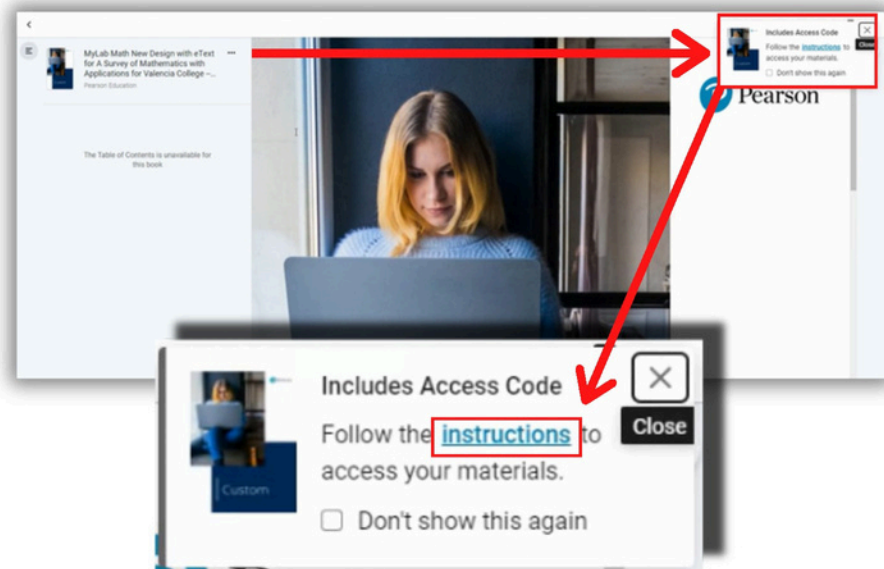 MyLab Math New Design with eText
for A Survey of Mathematics with
Applications for Valencia College –...
Pearson Education
The Table of Contents is unavailable for
this book
Includes Access Code
Follow the instructions to
access your materials.
Don't show this again
Close
Pearson
Includes Access Code
Follow the instructions to
access your materials.
Don't show this again
Close
Custom